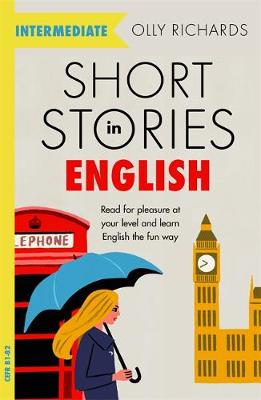 INTERMEDIATE
OLLY RICHARDS
SHORT
STORIES
in
ENGLISH
Read for pleasure at
your level and learn
English the fun way
LEPHONE
CEFR B1-B2